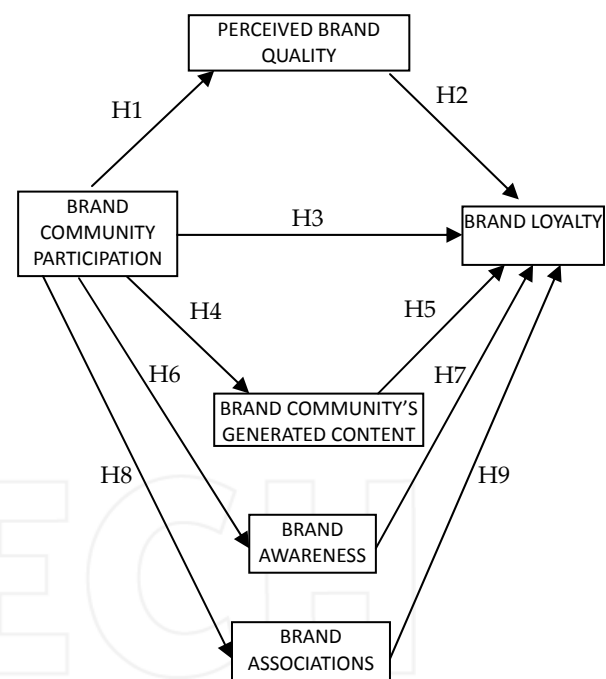 PERCEIVED BRAND
QUALITY
H1
H2
BRAND
COMMUNITY
PARTICIPATION
H3
BRAND LOYALTY
H4
H5
BRAND COMMUNITY'S
GENERATED CONTENT
H6
H7
H8
H9
BRAND
AWARENESS
BRAND
ASSOCIATIONS
ECH